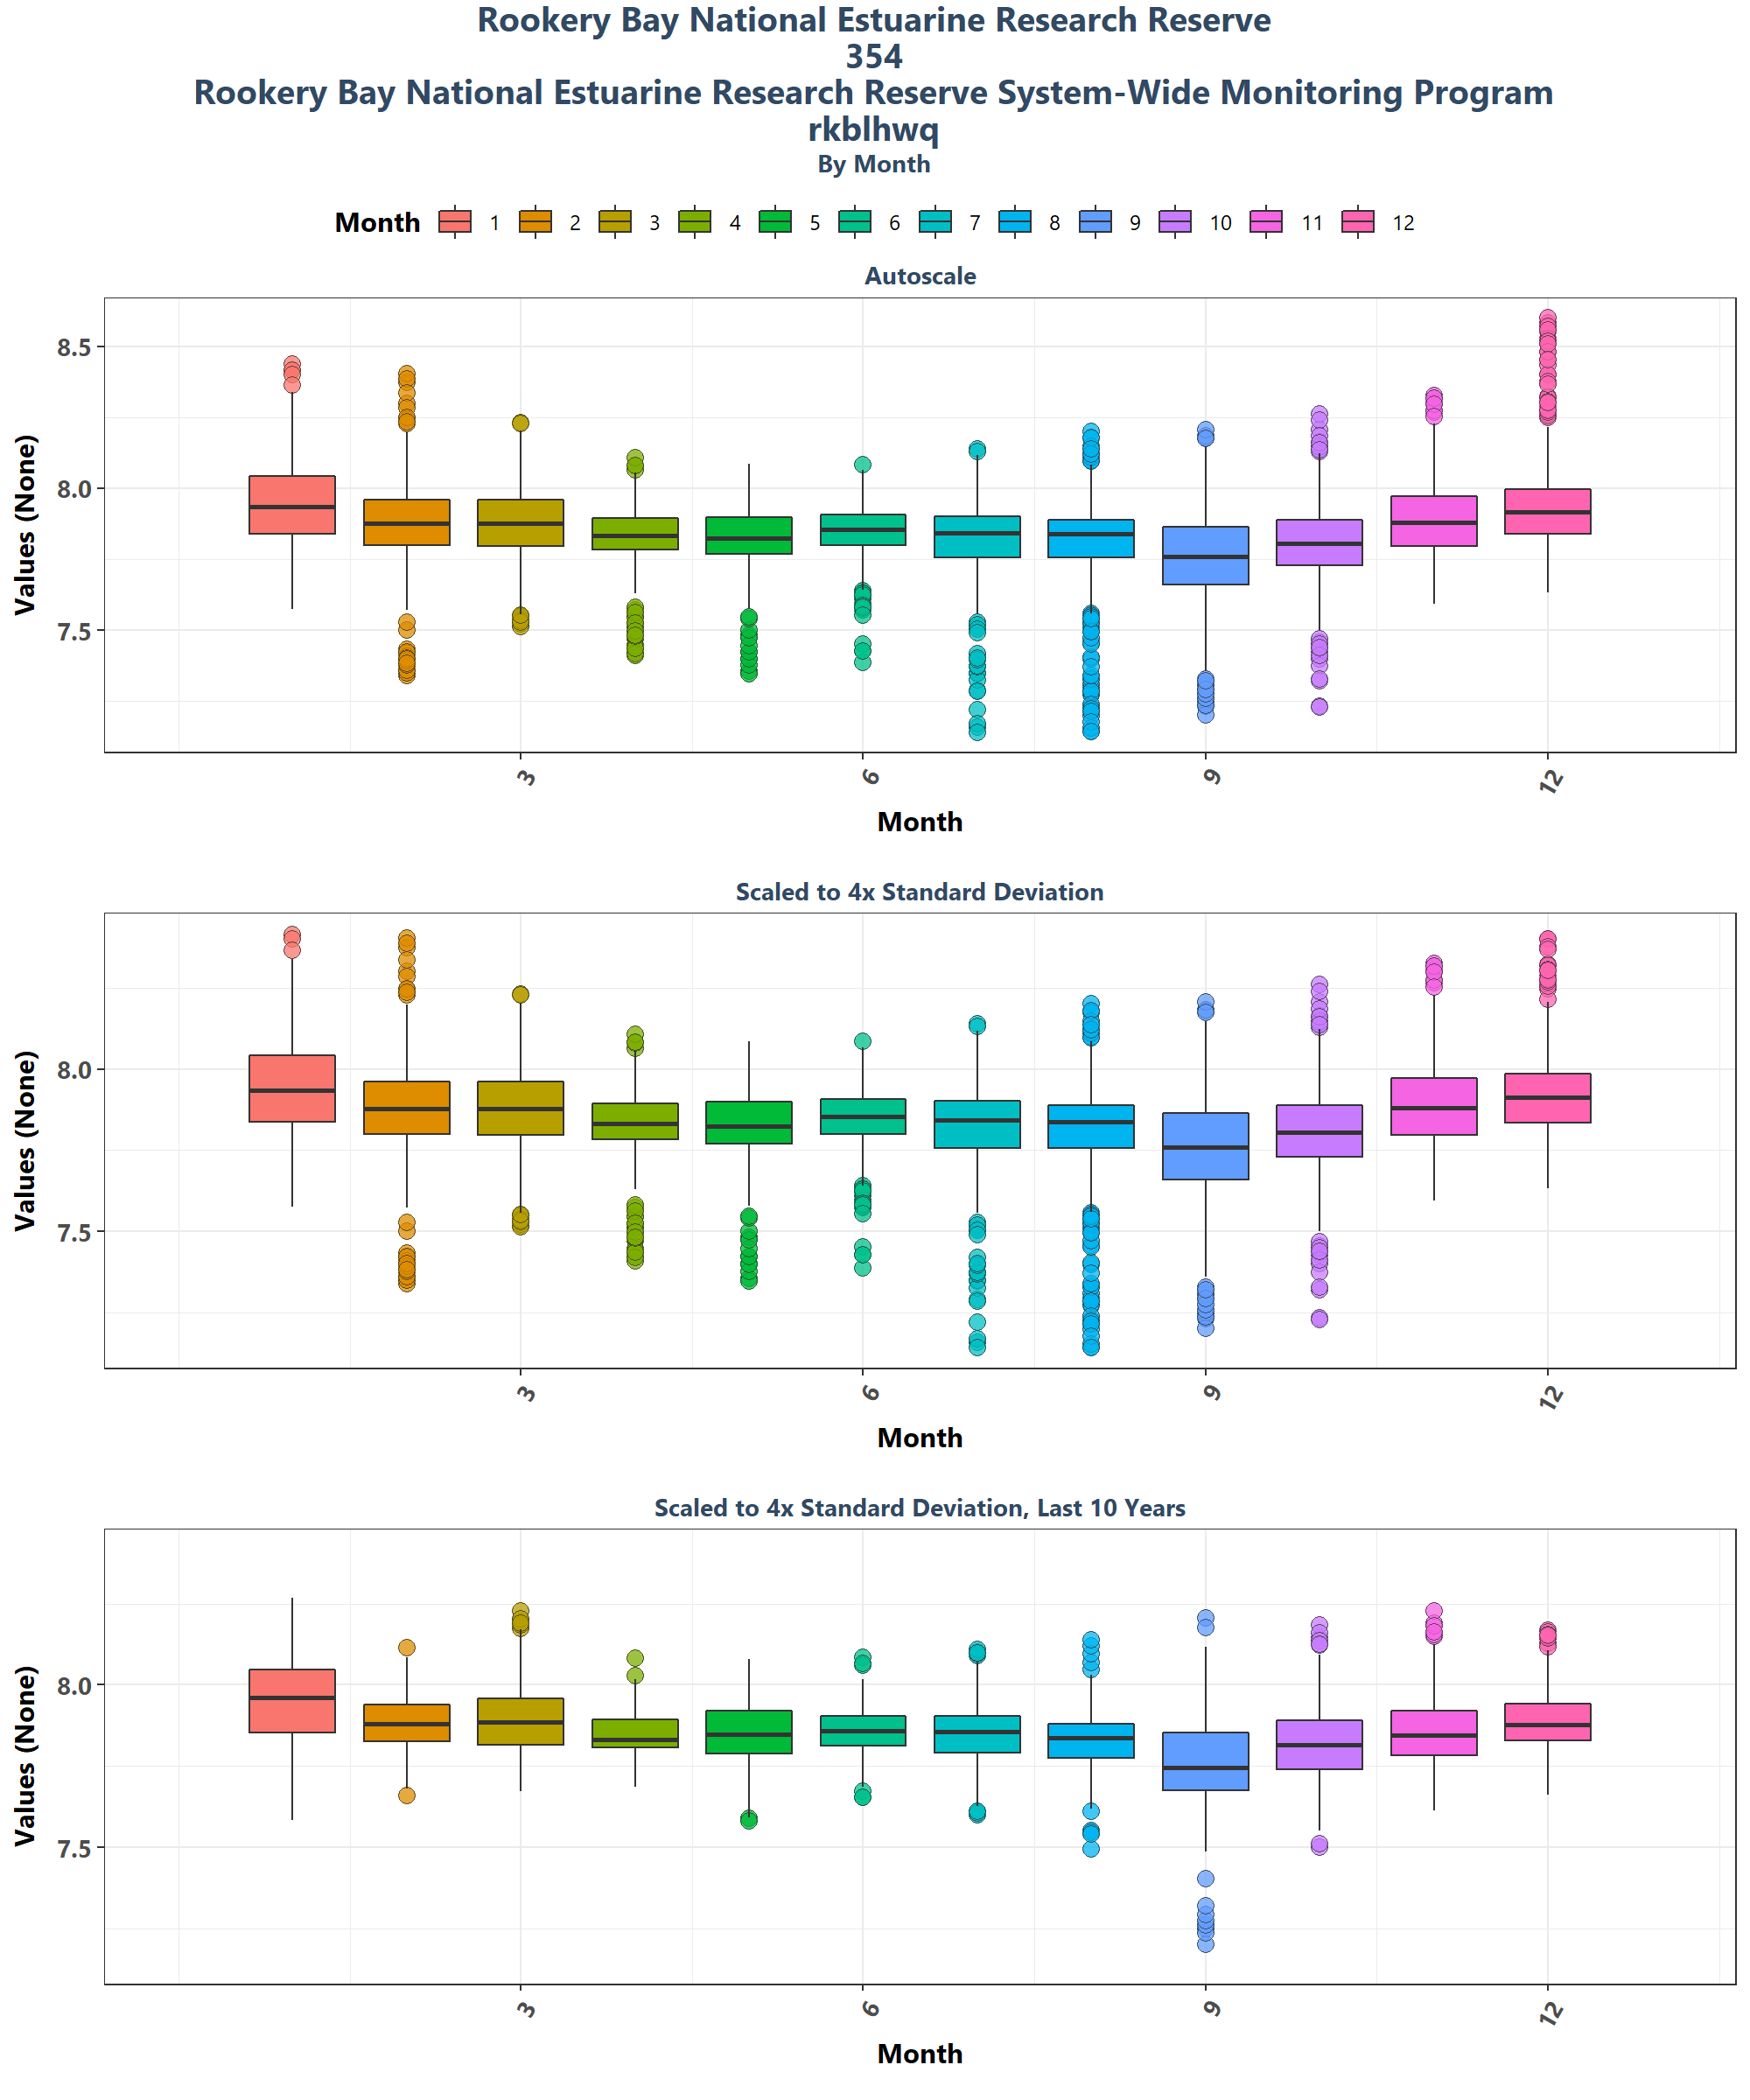 Rookery Bay National Estuarine Research Reserve
354
Rookery Bay National Estuarine Research Reserve System-Wide Monitoring Program
rkblhwq
By Month
Month 1 2 3 4 5 6 7 8 9 10 11 12
Autoscale
Values (None)
8.5
8.0
7.5
3 6 9 12
Month
Scaled to 4x Standard Deviation
Values (None)
8.0
7.5
3 6 9 12
Month
Scaled to 4x Standard Deviation, Last 10 Years
Values (None)
8.0
7.5
3 6 9 12
Month